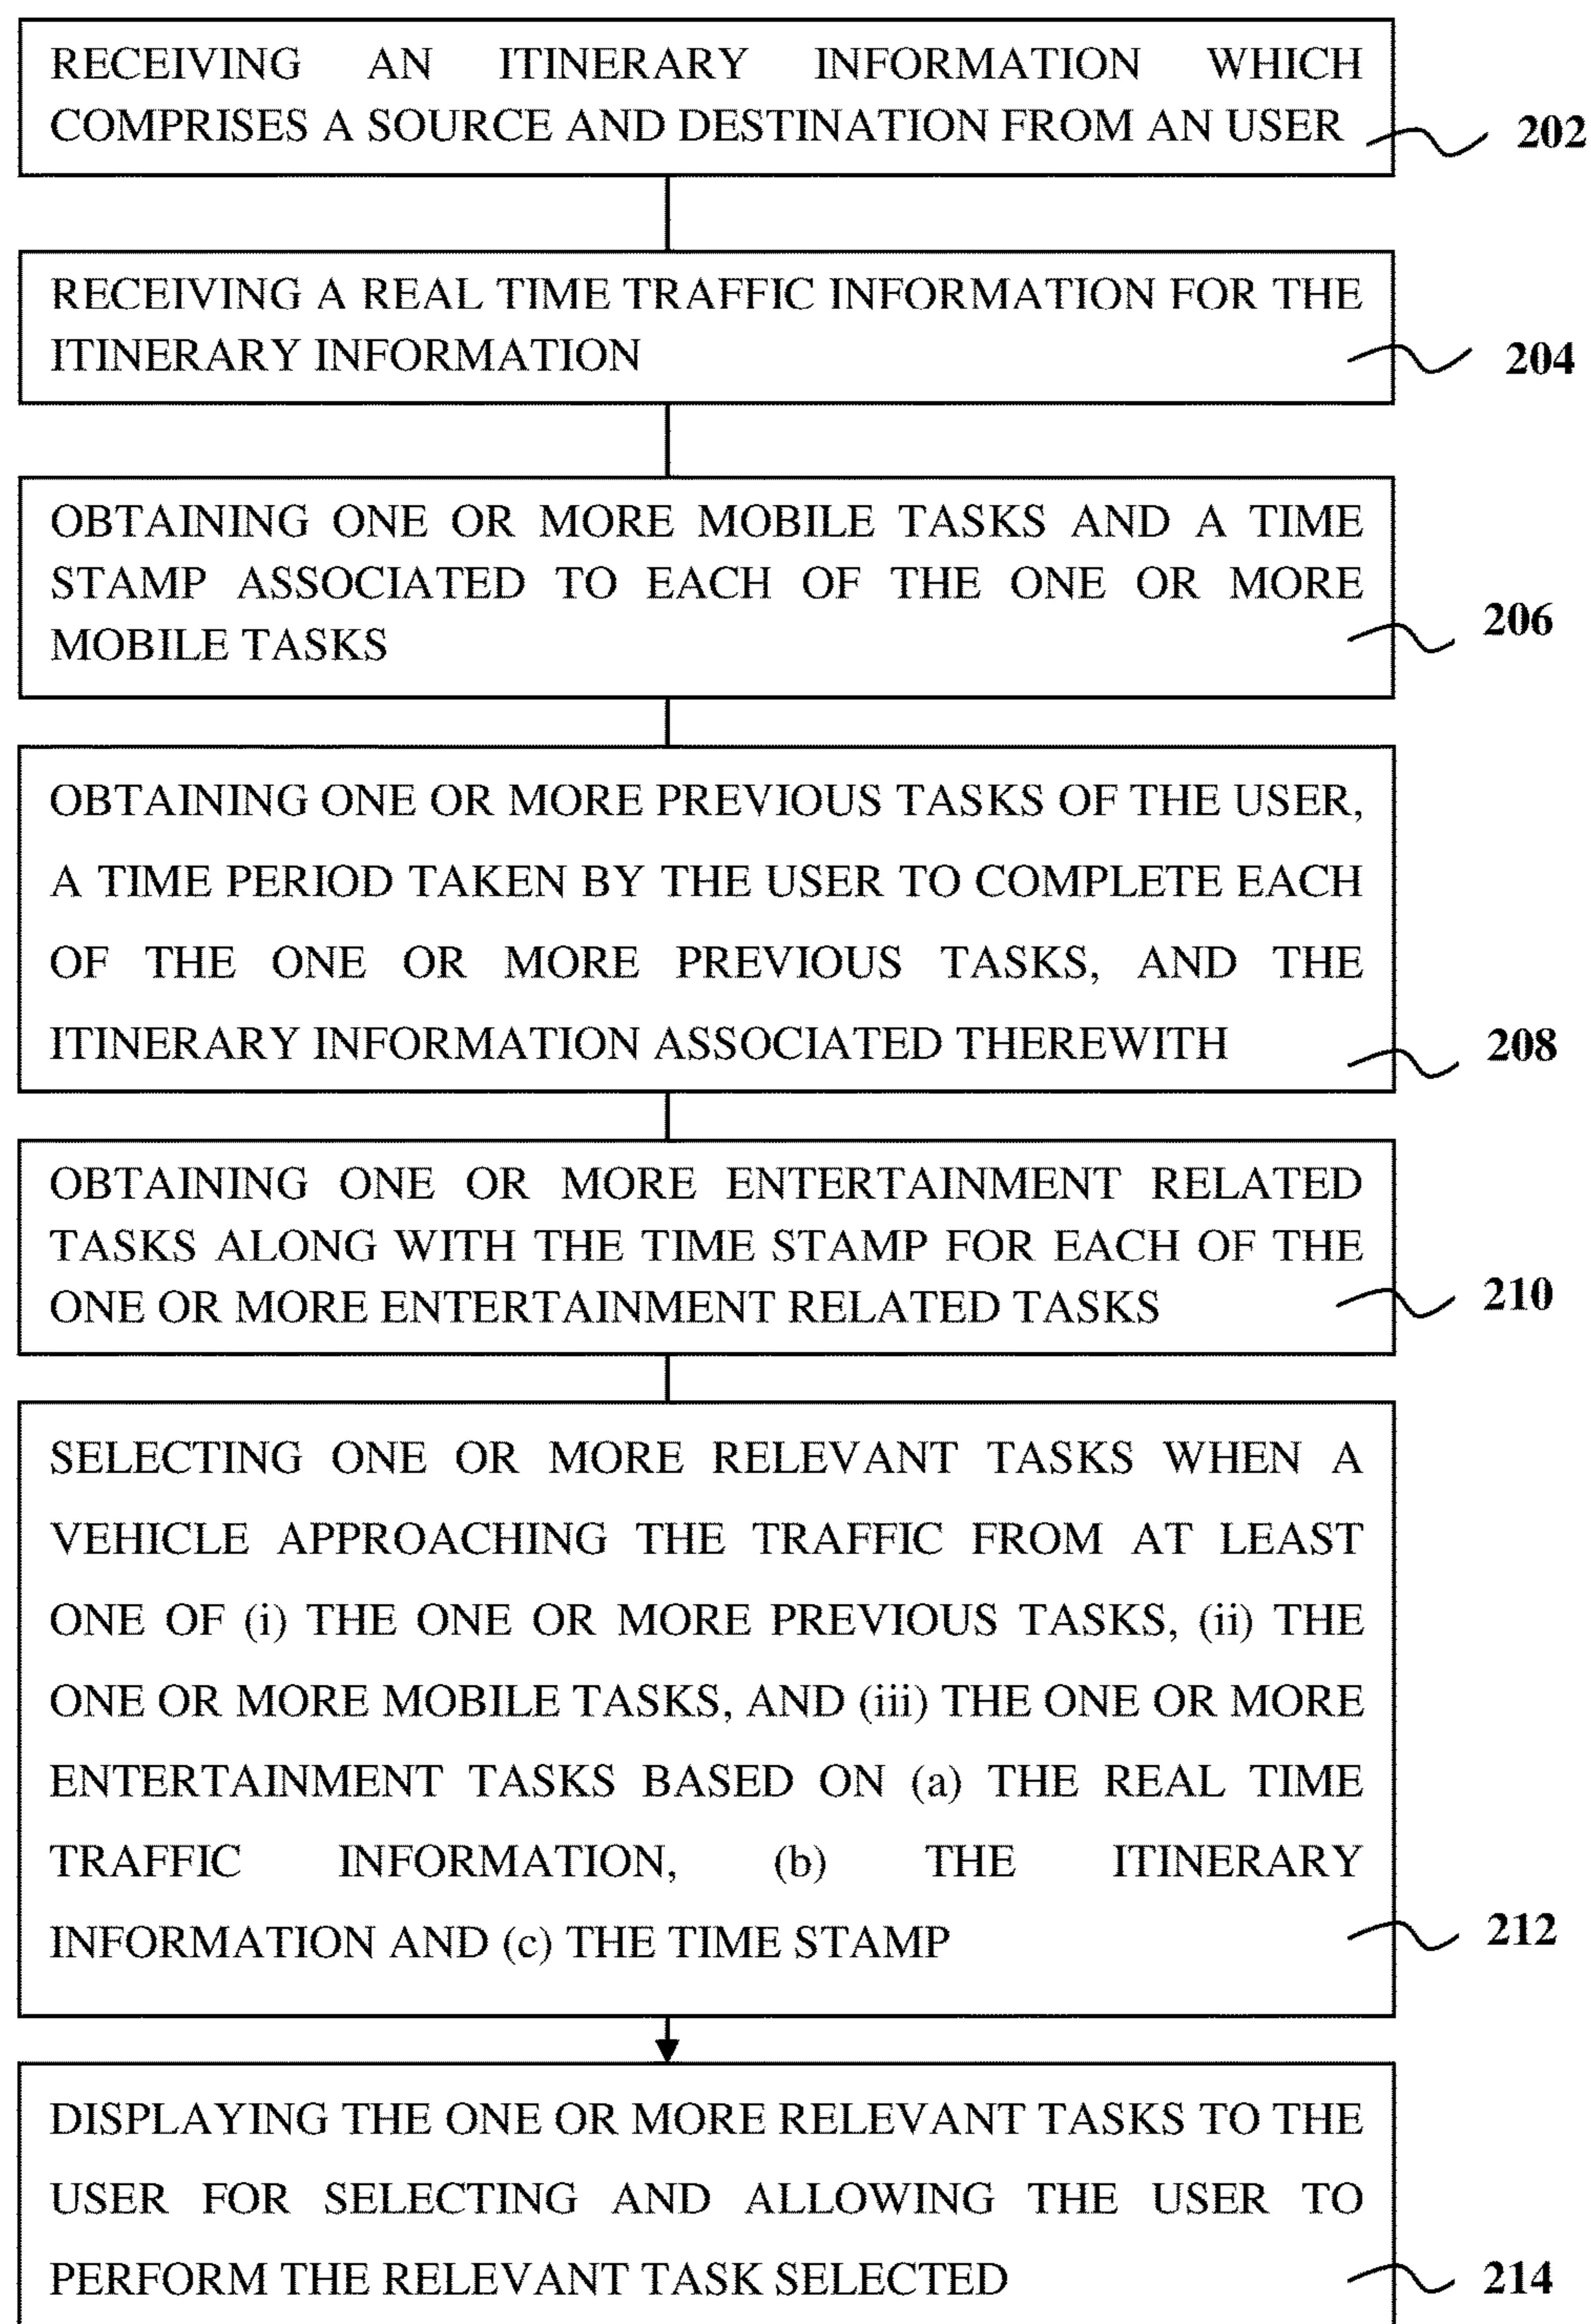 RECEIVING AN ITINERARY INFORMATION WHICH
COMPRISES A SOURCE AND DESTINATION FROM AN USER
202
RECEIVING A REAL TIME TRAFFIC INFORMATION FOR THE
ITINERARY INFORMATION
204
OBTAINING ONE OR MORE MOBILE TASKS AND A TIME
STAMP ASSOCIATED TO EACH OF THE ONE OR MORE
MOBILE TASKS
206
OBTAINING ONE OR MORE PREVIOUS TASKS OF THE USER,
A TIME PERIOD TAKEN BY THE USER TO COMPLETE EACH
OF THE ONE OR MORE PREVIOUS TASKS, AND THE
ITINERARY INFORMATION ASSOCIATED THEREWITH
208
OBTAINING ONE OR MORE ENTERTAINMENT RELATED
TASKS ALONG WITH THE TIME STAMP FOR EACH OF THE
ONE OR MORE ENTERTAINMENT RELATED TASKS
210
SELECTING ONE OR MORE RELEVANT TASKS WHEN A
VEHICLE APPROACHING THE TRAFFIC FROM AT LEAST
ONE OF (i) THE ONE OR MORE PREVIOUS TASKS, (ii) THE
ONE OR MORE MOBILE TASKS, AND (iii) THE ONE OR MORE
ENTERTAINMENT TASKS BASED ON (a) THE REAL TIME
TRAFFIC INFORMATION, (b) THE ITINERARY
INFORMATION AND (c) THE TIME STAMP
212
DISPLAYING THE ONE OR MORE RELEVANT TASKS TO THE
USER FOR SELECTING AND ALLOWING THE USER TO
PERFORM THE RELEVANT TASK SELECTED
214